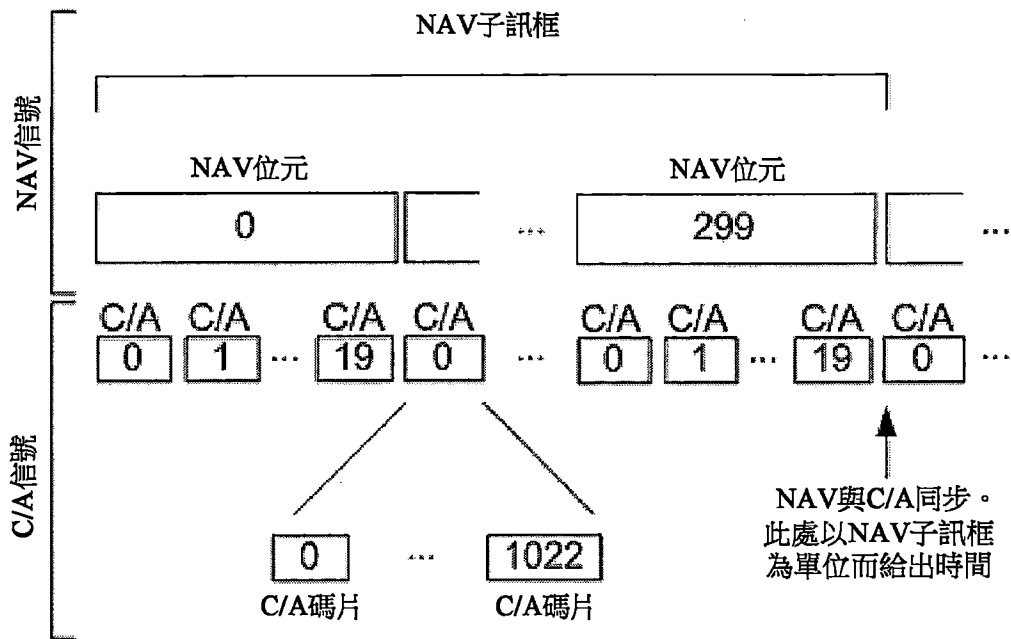 NAV子訊框
NAV信號
NAV位元 NAV位元
0 ... 299 ...
C/A C/A C/A C/A C/A C/A C/A C/A
0 1 ... 19 0 ... 0 1 ... 19 0 ...
C/A信號
NAV與C/A同步。
此處以NAV子訊框
為單位而給出時間
0 ... 1022
C/A碼片 C/A碼片